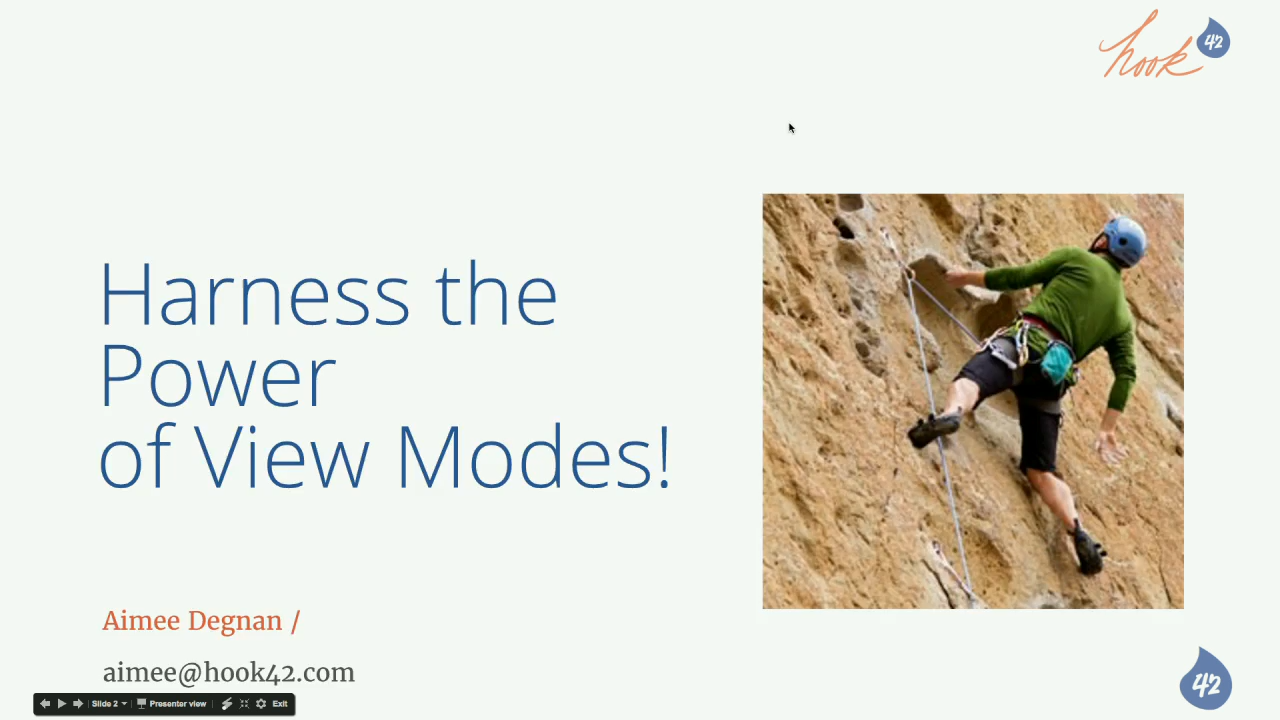 hook 42
Harness the
Power
of View Modes!
Aimee Degnan /
aimee@hook42.com
Slide 2
Presenter view
Exit
42